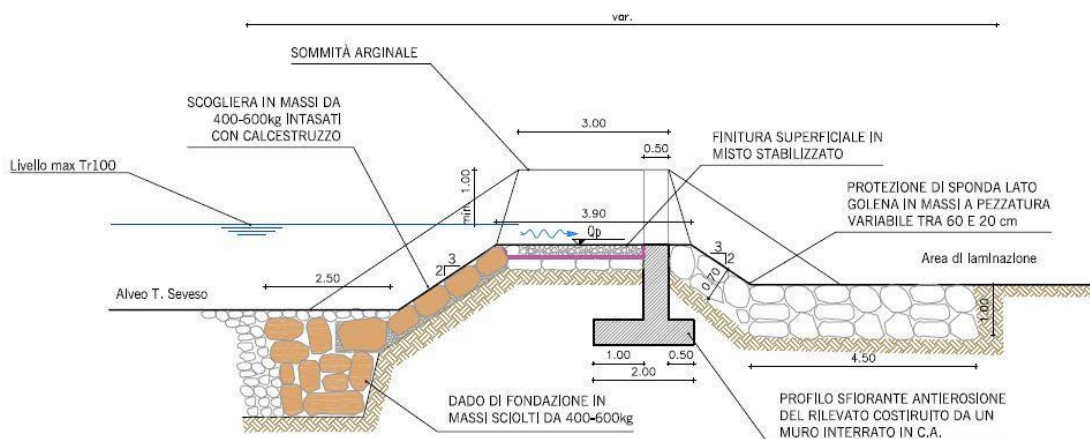 var.
SOMMITÀ ARGINALE
SCOGLIERA IN MASSI DA
400-600kg INTASATI
CON CALCESTRUZZO
3.00
0.50
FINITURA SUPERFICIALE IN
MISTO STABILIZZATO
Livello max Tr100
min. 1.00
PROTEZIONE DI SPONDA LATO
GOLENA IN MASSI A PEZZATURA
VARIABILE TRA 60 E 20 cm
3.90
Qp
3
2
3
2
0.70
Area di laminazione
2.50
Alveo T. Seveso
1.00
1.00
0.50
2.00
4.50
DADO DI FONDAZIONE IN
MASSI SCIOLTI DA 400-600kg
PROFILO SFIORANTE ANTIEROSIONE
DEL RILEVATO COSTRUITO DA UN
MURO INTERRATO IN C.A.